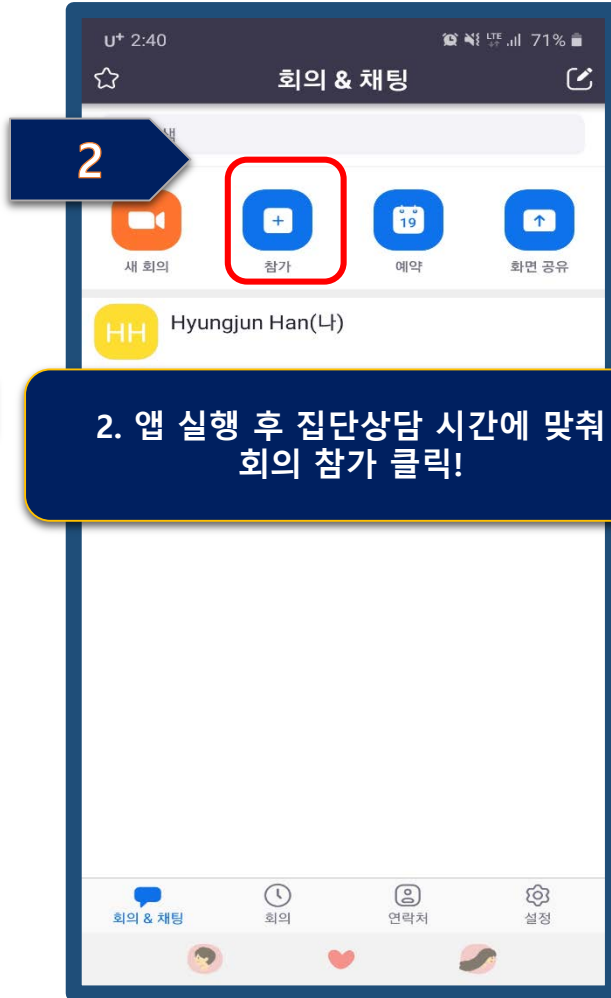 U+ 2:40 LTE 71%
회의 & 채팅
2
19
새 회의 참가 예약 화면 공유
HH Hyungjun Han(나)
2. 앱 실행 후 집단상담 시간에 맞춰
회의 참가 클릭!
회의 & 채팅 회의 연락처 설정